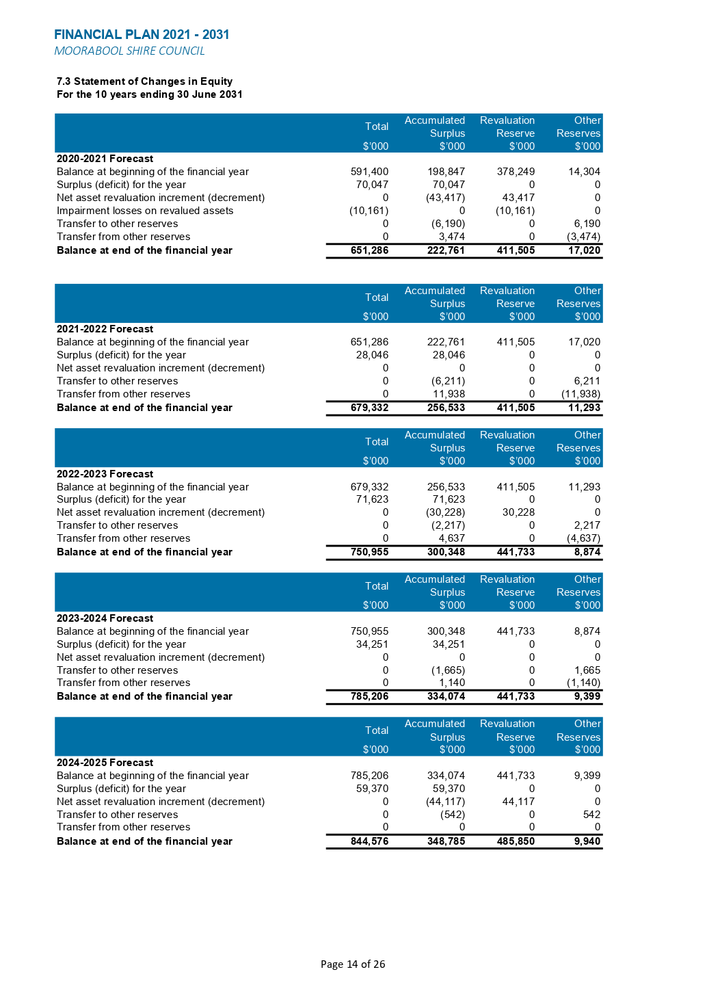 FINANCIAL PLAN 2021 - 2031
MOORABOOL SHIRE COUNCIL
7.3 Statement of Changes in Equity
For the 10 years ending 30 June 2031
Total Accumulated Surplus Revaluation Reserve Other Reserves
$'000 $'000 $'000 $'000
2020-2021 Forecast
Balance at beginning of the financial year 591,400 198,847 378,249 14,304
Surplus (deficit) for the year 70,047 70,047 0 0
Net asset revaluation increment (decrement) 0 (43,417) 43,417 0
Impairment losses on revalued assets (10,161) 0 (10,161) 0
Transfer to other reserves 0 (6,190) 0 6,190
Transfer from other reserves 0 3,474 0 (3,474)
Balance at end of the financial year 651,286 222,761 411,505 17,020
Total Accumulated Surplus Revaluation Reserve Other Reserves
$'000 $'000 $'000 $'000
2021-2022 Forecast
Balance at beginning of the financial year 651,286 222,761 411,505 17,020
Surplus (deficit) for the year 28,046 28,046 0 0
Net asset revaluation increment (decrement) 0 0 0 0
Transfer to other reserves 0 (6,211) 0 6,211
Transfer from other reserves 0 11,938 0 (11,938)
Balance at end of the financial year 679,332 256,533 411,505 11,293
Total Accumulated Surplus Revaluation Reserve Other Reserves
$'000 $'000 $'000 $'000
2022-2023 Forecast
Balance at beginning of the financial year 679,332 256,533 411,505 11,293
Surplus (deficit) for the year 71,623 71,623 0 0
Net asset revaluation increment (decrement) 0 (30,228) 30,228 0
Transfer to other reserves 0 (2,217) 0 2,217
Transfer from other reserves 0 4,637 0 (4,637)
Balance at end of the financial year 750,955 300,348 441,733 8,874
Total Accumulated Surplus Revaluation Reserve Other Reserves
$'000 $'000 $'000 $'000
2023-2024 Forecast
Balance at beginning of the financial year 750,955 300,348 441,733 8,874
Surplus (deficit) for the year 34,251 34,251 0 0
Net asset revaluation increment (decrement) 0 0 0 0
Transfer to other reserves 0 (1,665) 0 1,665
Transfer from other reserves 0 1,140 0 (1,140)
Balance at end of the financial year 785,206 334,074 441,733 9,399
Total Accumulated Surplus Revaluation Reserve Other Reserves
$'000 $'000 $'000 $'000
2024-2025 Forecast
Balance at beginning of the financial year 785,206 334,074 441,733 9,399
Surplus (deficit) for the year 59,370 59,370 0 0
Net asset revaluation increment (decrement) 0 (44,117) 44,117 0
Transfer to other reserves 0 (542) 0 542
Transfer from other reserves 0 0 0 0
Balance at end of the financial year 844,576 348,785 485,850 9,940
Page 14 of 26